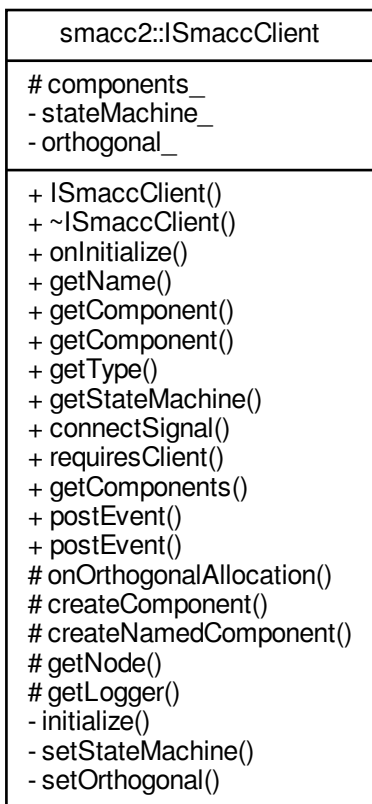 smacc2::ISmaccClient
# components_
- stateMachine_
- orthogonal_
+ ISmaccClient()
+ ~ISmaccClient()
+ onInitialize()
+ getName()
+ getComponent()
+ getComponent()
+ getType()
+ getStateMachine()
+ connectSignal()
+ requiresClient()
+ getComponents()
+ postEvent()
+ postEvent()
# onOrthogonalAllocation()
# createComponent()
# createNamedComponent()
# getNode()
# getLogger()
- initialize()
- setStateMachine()
- setOrthogonal()